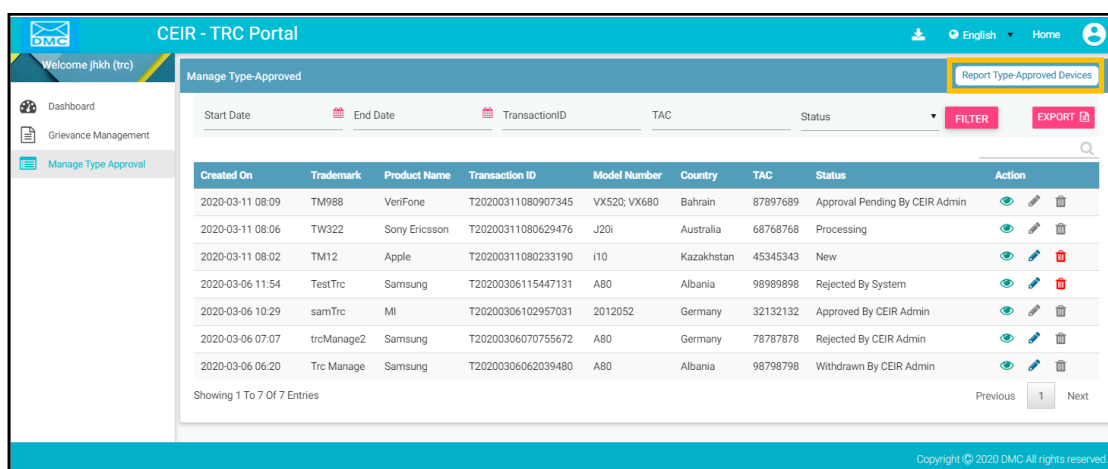 DMC
CEIR - TRC Portal
English
Home
Welcome jhkh (trc)
Manage Type-Approved
Report Type-Approved Devices
Dashboard
Grievance Management
Manage Type Approval
Start Date
End Date
TransactionID
TAC
Status
FILTER
EXPORT
Created On Trademark Product Name Transaction ID Model Number Country TAC Status Action
2020-03-11 08:09 TM988 VeriFone T20200311080907345 VX520; VX680 Bahrain 87897689 Approval Pending By CEIR Admin
2020-03-11 08:06 TW322 Sony Ericsson T20200311080629476 J20i Australia 68768768 Processing
2020-03-11 08:02 TM12 Apple T20200311080233190 i10 Kazakhstan 45345343 New
2020-03-06 11:54 TestTrc Samsung T20200306115447131 A80 Albania 98989898 Rejected By System
2020-03-06 10:29 samTrc MI T20200306102957031 2012052 Germany 32132132 Approved By CEIR Admin
2020-03-06 07:07 trcManage2 Samsung T20200306070755672 A80 Germany 78787878 Rejected By CEIR Admin
2020-03-06 06:20 Trc Manage Samsung T20200306062039480 A80 Albania 98798798 Withdrawn By CEIR Admin
Showing 1 To 7 Of 7 Entries
Previous 1 Next
Copyright © 2020 DMC All rights reserved.